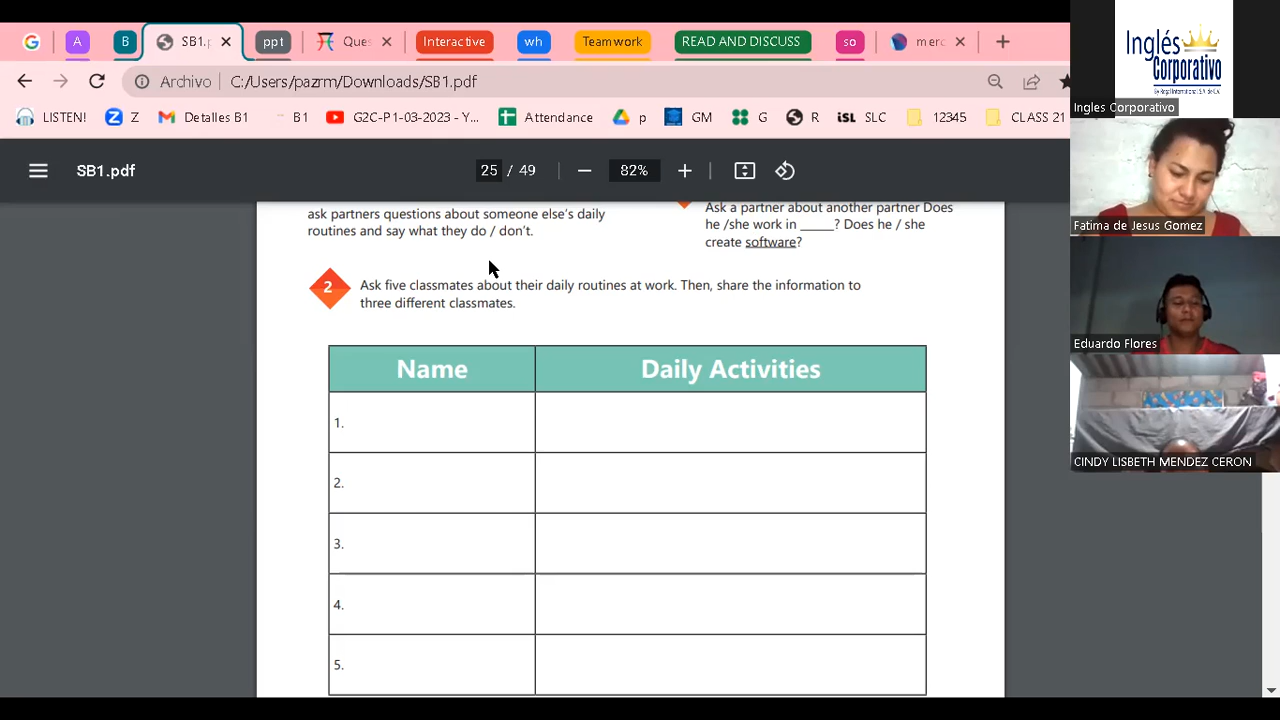 A
B
SB1.p
ppt
Ques
Interactive
wh
Teamwork
READ AND DISCUSS
so
merc
Archivo
C:/Users/pazrm/Downloads/SB1.pdf
LISTEN!
Z
Detalles B1
B1
G2C-P1-03-2023 - Y...
Attendance
p
GM
G
R
ISL SLC
12345
CLASS 21
SB1.pdf
25 / 49
82%
ask partners questions about someone else's daily
routines and say what they do / don't.
Ask a partner about another partner Does
he /she work in _____? Does he / she
create software?
2
Ask five classmates about their daily routines at work. Then, share the information to
three different classmates.
Name
Daily Activities
1.
2.
3.
4.
5.
Inglés
Corporativo
Ingles Corporativo
Fatima de Jesus Gomez
Eduardo Flores
CINDY LISBETH MENDEZ CERON